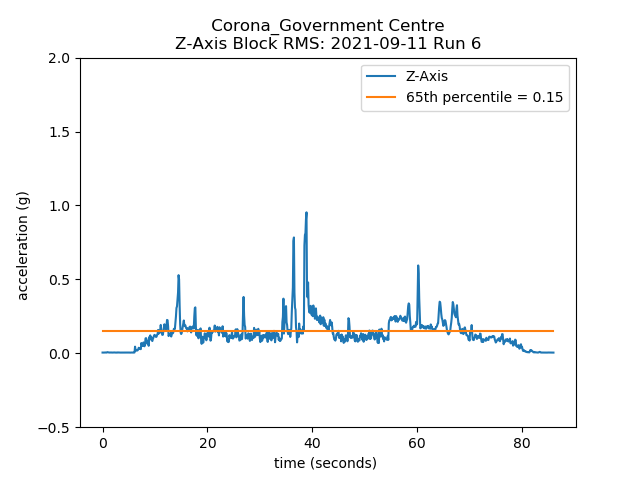 Corona_Government Centre
Z-Axis Block RMS: 2021-09-11 Run 6
Z-Axis
65th percentile = 0.15
2.0
1.5
1.0
0.5
0.0
−0.5
acceleration (g)
0 20 40 60 80
time (seconds)